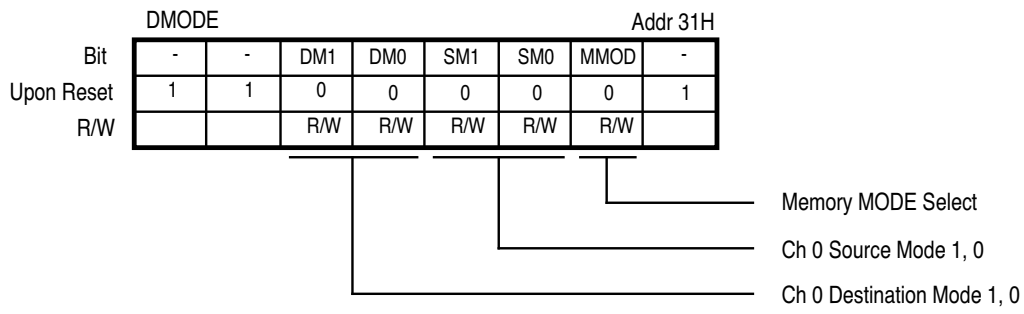 DMODE Addr 31H
Bit - - DM1 DM0 SM1 SM0 MMOD -
Upon Reset 1 1 0 0 0 0 0 1
R/W R/W R/W R/W R/W R/W
Memory MODE Select
Ch 0 Source Mode 1, 0
Ch 0 Destination Mode 1, 0